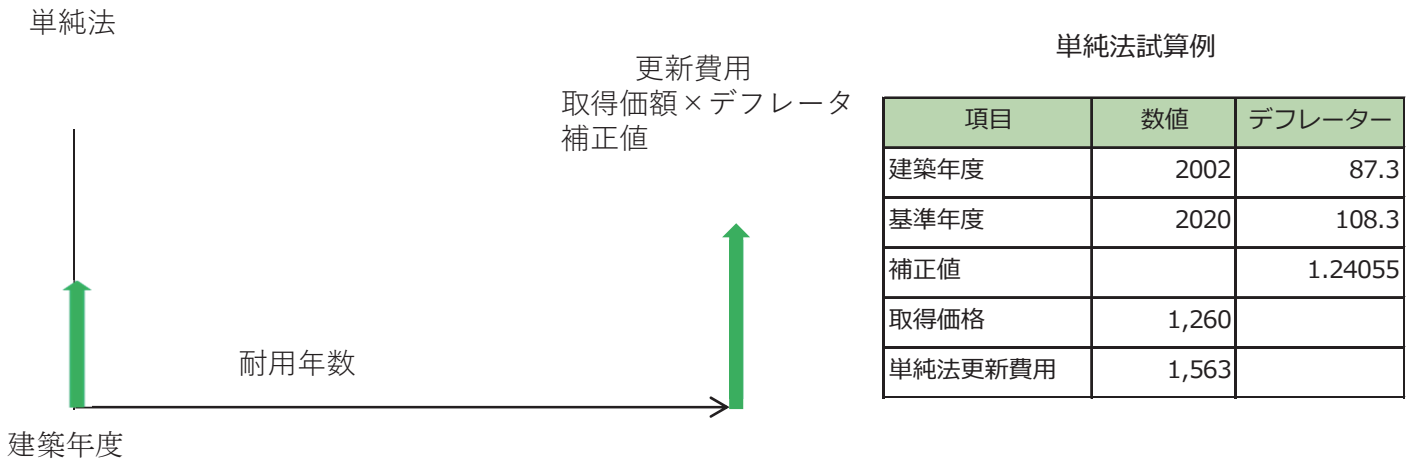 単純法
更新費用
取得価額×デフレータ
補正値
耐用年数
建築年度
単純法試算例
項目 数値 デフレーター
建築年度 2002 87.3
基準年度 2020 108.3
補正値 1.24055
取得価格 1,260
単純法更新費用 1,563